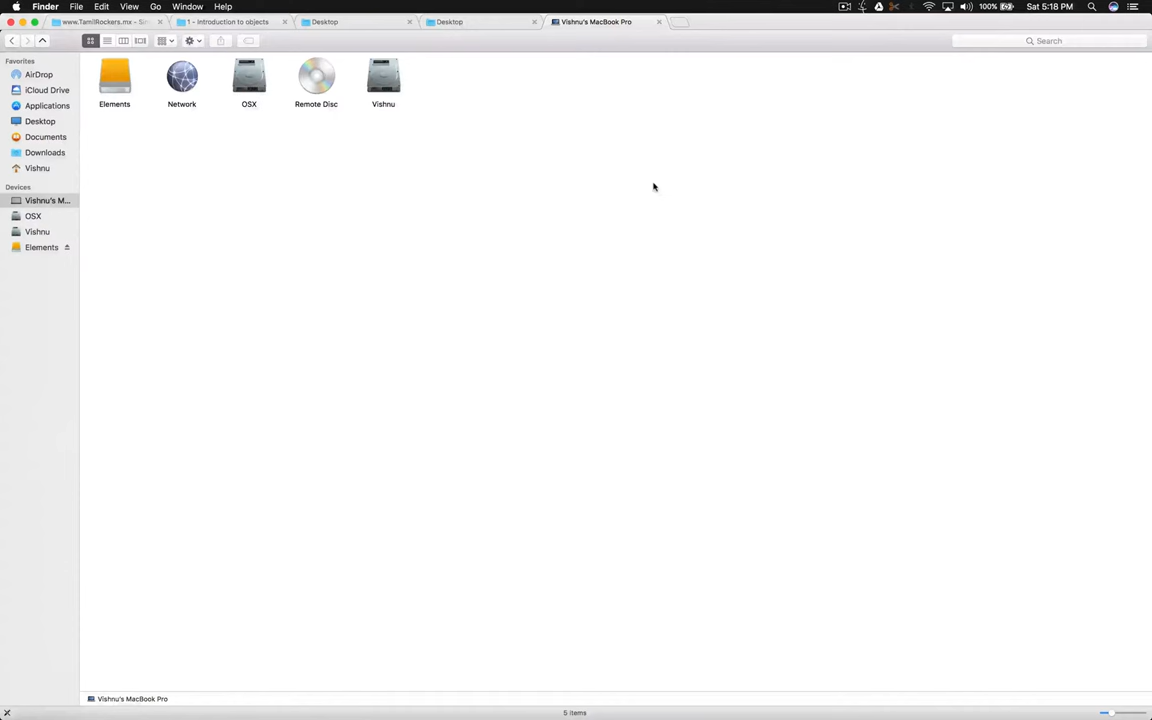 Finder File Edit View Go Window Help 100% Sat 5:18 PM
www.TamilRockers.mx - Sin 1 - Introduction to objects Desktop Desktop Vishnu's MacBook Pro
Search
Favorites
AirDrop
iCloud Drive
Applications
Desktop
Documents
Downloads
Vishnu
Devices
Vishnu's M...
OSX
Vishnu
Elements
Elements Network OSX Remote Disc Vishnu
Vishnu's MacBook Pro
5 items